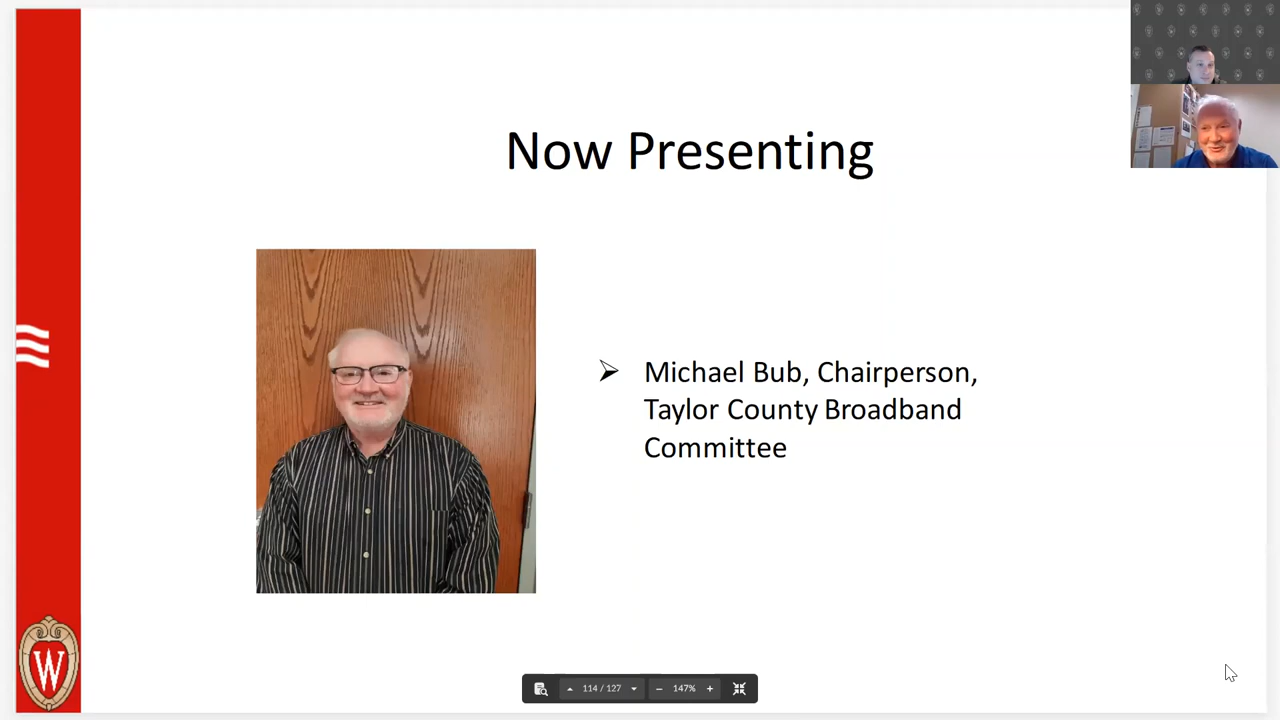 Now Presenting
Michael Bub, Chairperson,
Taylor County Broadband
Committee
W
114 / 127
147%